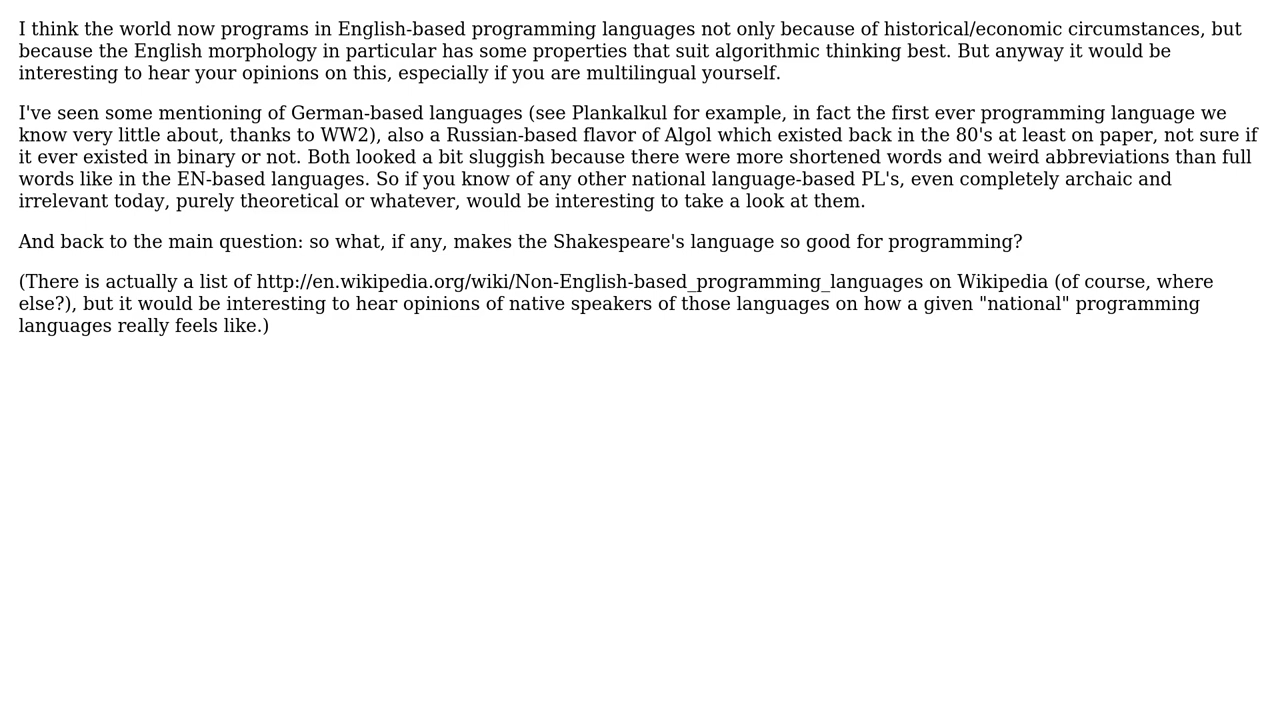 I think the world now programs in English-based programming languages not only because of historical/economic circumstances, but
because the English morphology in particular has some properties that suit algorithmic thinking best. But anyway it would be
interesting to hear your opinions on this, especially if you are multilingual yourself.
I've seen some mentioning of German-based languages (see Plankalkul for example, in fact the first ever programming language we
know very little about, thanks to WW2), also a Russian-based flavor of Algol which existed back in the 80's at least on paper, not sure if
it ever existed in binary or not. Both looked a bit sluggish because there were more shortened words and weird abbreviations than full
words like in the EN-based languages. So if you know of any other national language-based PL's, even completely archaic and
irrelevant today, purely theoretical or whatever, would be interesting to take a look at them.
And back to the main question: so what, if any, makes the Shakespeare's language so good for programming?
(There is actually a list of http://en.wikipedia.org/wiki/Non-English-based_programming_languages on Wikipedia (of course, where
else?), but it would be interesting to hear opinions of native speakers of those languages on how a given "national" programming
languages really feels like.)